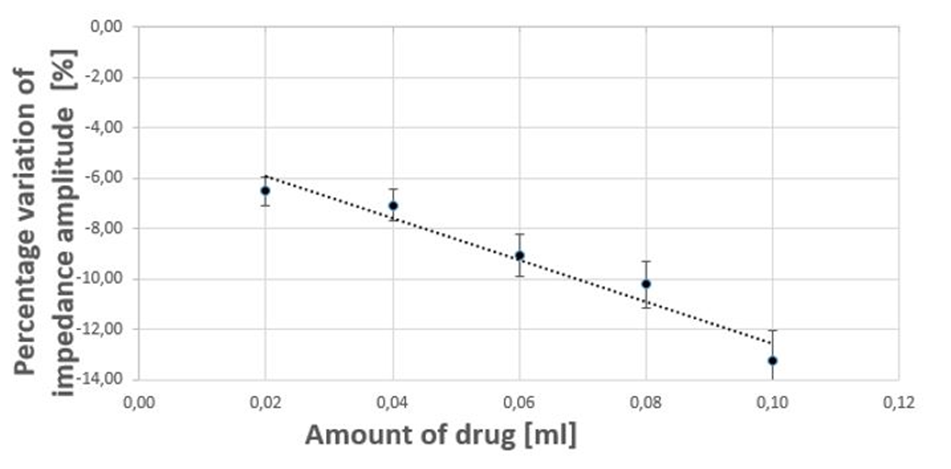 Percentage variation of
impedance amplitude [%]
0,00
-2,00
-4,00
-6,00
-8,00
-10,00
-12,00
-14,00
0,00 0,02 0,04 0,06 0,08 0,10 0,12
Amount of drug [ml]